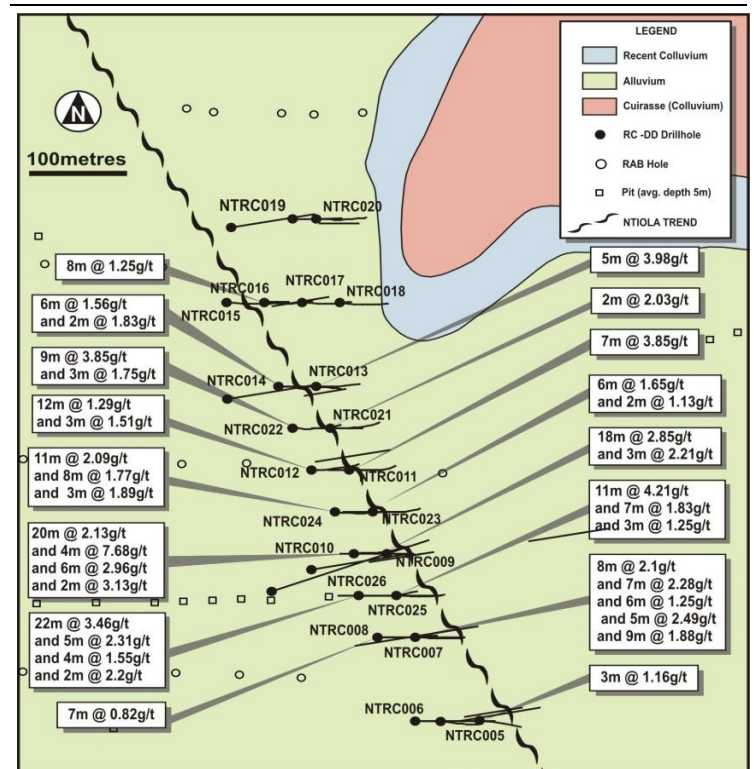 LEGEND
Recent Colluvium
Alluvium
Cuirasse (Colluvium)
RC -DD Drillhole
RAB Hole
Pit (avg. depth 5m)
NTIOLA TREND
N
100metres
NTRC019
NTRC020
8m @ 1.25g/t
5m @ 3.98g/t
NTRC016
NTRC017
NTRC018
NTRC015
6m @ 1.56g/t
and 2m @ 1.83g/t
2m @ 2.03g/t
7m @ 3.85g/t
9m @ 3.85g/t
and 3m @ 1.75g/t
NTRC014
NTRC013
6m @ 1.65g/t
and 2m @ 1.13g/t
12m @ 1.29g/t
and 3m @ 1.51g/t
NTRC022
NTRC021
18m @ 2.85g/t
and 3m @ 2.21g/t
11m @ 2.09g/t
and 8m @ 1.77g/t
and 3m @ 1.89g/t
NTRC012
NTRC011
11m @ 4.21g/t
and 7m @ 1.83g/t
and 3m @ 1.25g/t
NTRC024
NTRC023
20m @ 2.13g/t
and 4m @ 7.68g/t
and 6m @ 2.96g/t
and 2m @ 3.13g/t
NTRC010
NTRC009
8m @ 2.1g/t
and 7m @ 2.28g/t
and 6m @ 1.25g/t
and 5m @ 2.49g/t
and 9m @ 1.88g/t
NTRC026
NTRC025
22m @ 3.46g/t
and 5m @ 2.31g/t
and 4m @ 1.55g/t
and 2m @ 2.2g/t
NTRC008
NTRC007
3m @ 1.16g/t
7m @ 0.82g/t
NTRC006
NTRC005